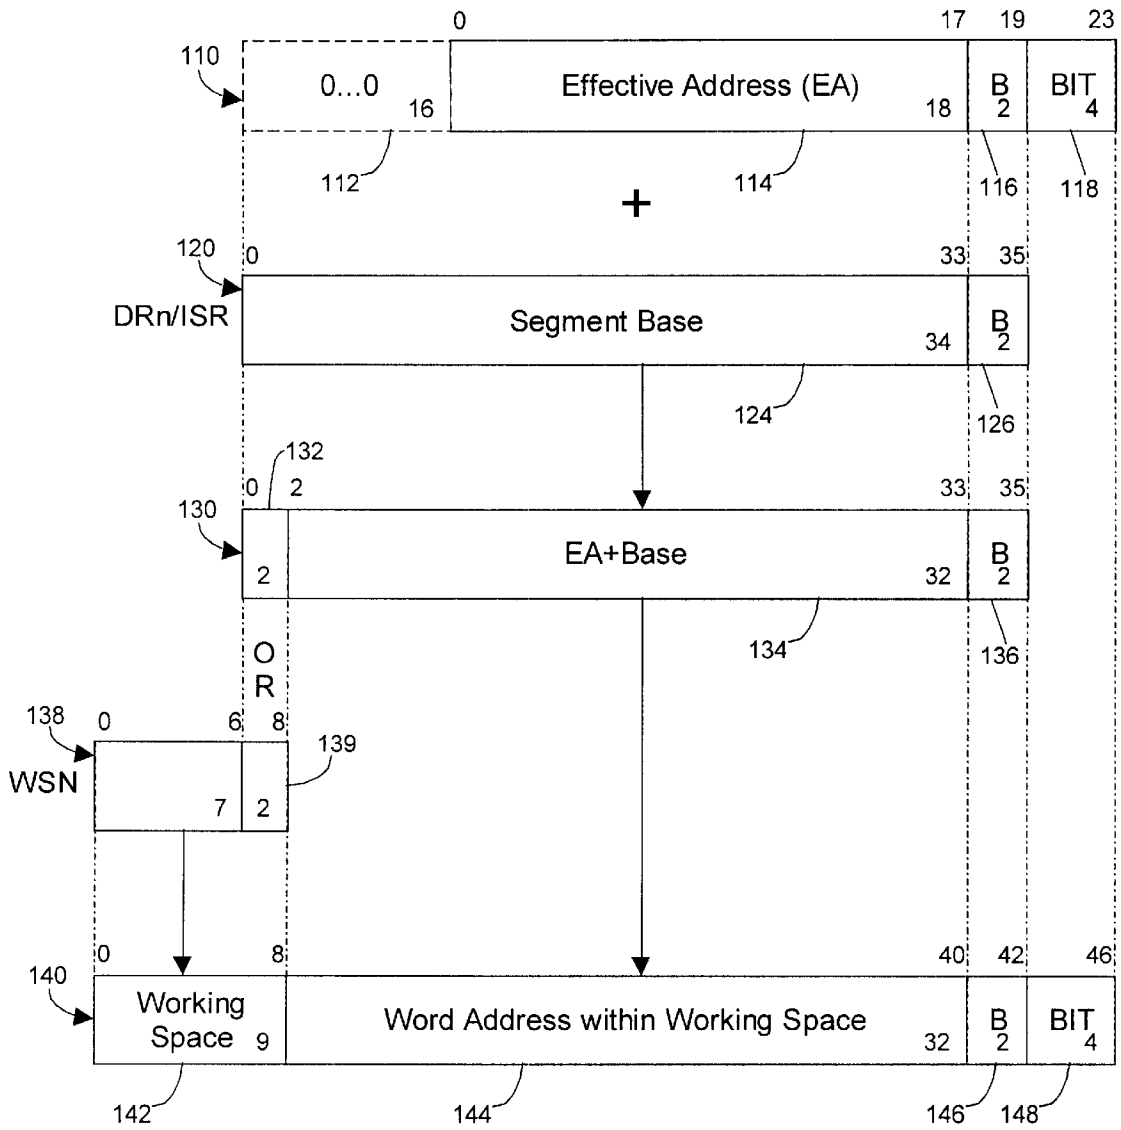 0 17 19 23
110
0...0 16
Effective Address (EA) 18
B 2
BIT 4
112 114 116 118
+
120
0 33 35
DRn/ISR
Segment Base 34
B 2
124 126
132
0 2 33 35
130
2
EA+Base 32
B 2
134 136
O
R
138
0 6 8
139
WSN
7 2
0 8 40 42 46
140
Working
Space 9
Word Address within Working Space 32
B 2
BIT 4
142 144 146 148